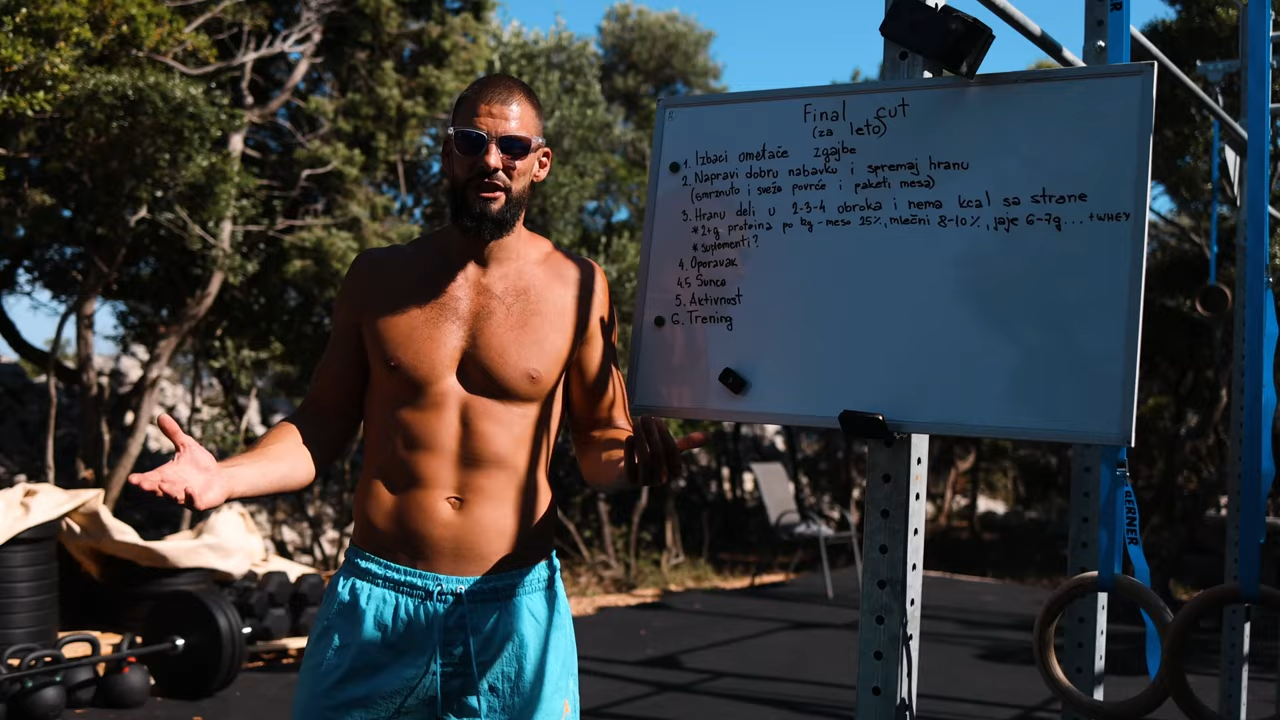 Final cut
(za leto)
1. Izbaci ometače zgajbe
2. Napravi dobru nabavku i spremaj hranu
(smrznuto i sveže povrće i paketi mesa)
3. Hranu deli u 2-3-4 obroka i nema kcal sa strane
* 2+g proteina po kg - meso 25%, mlečni 8-10%, jaje 6-7g... + WHEY
* suplementi?
4. Oporavak
4.5 Sunce
5. Aktivnost
6. Trening
BERNER